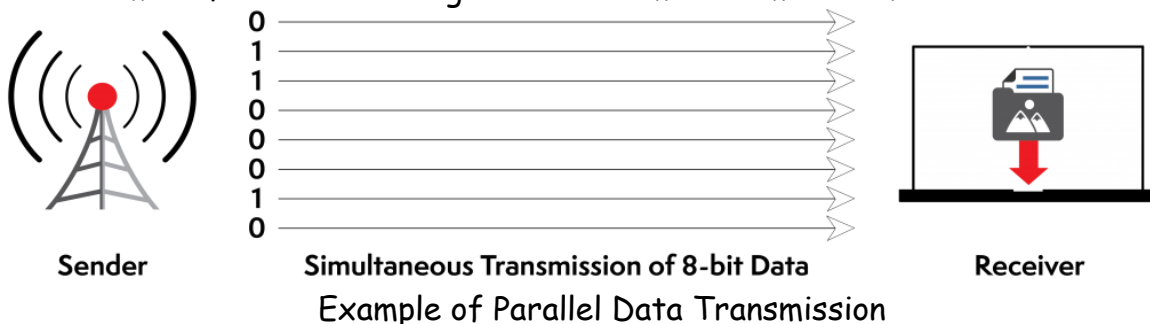 0
1
1
0
0
0
1
0
Sender
Simultaneous Transmission of 8-bit Data
Receiver
Example of Parallel Data Transmission